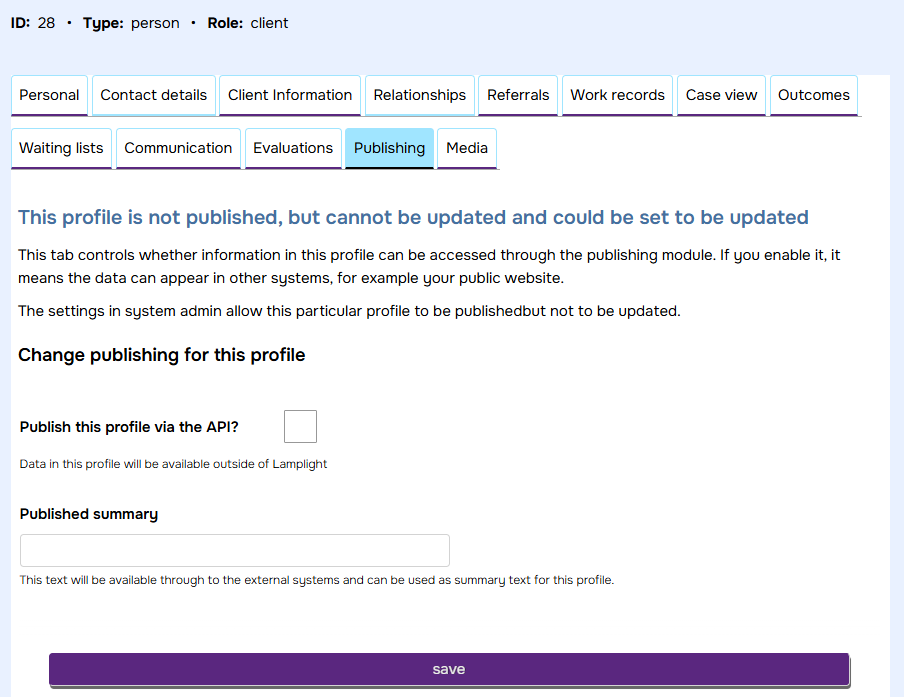 ID: 28 • Type: person • Role: client
Personal Contact details Client Information Relationships Referrals Work records Case view Outcomes
Waiting lists Communication Evaluations Publishing Media
This profile is not published, but cannot be updated and could be set to be updated
This tab controls whether information in this profile can be accessed through the publishing module. If you enable it, it
means the data can appear in other systems, for example your public website.
The settings in system admin allow this particular profile to be publishedbut not to be updated.
Change publishing for this profile
Publish this profile via the API?
Data in this profile will be available outside of Lamplight
Published summary
This text will be available through to the external systems and can be used as summary text for this profile.
save